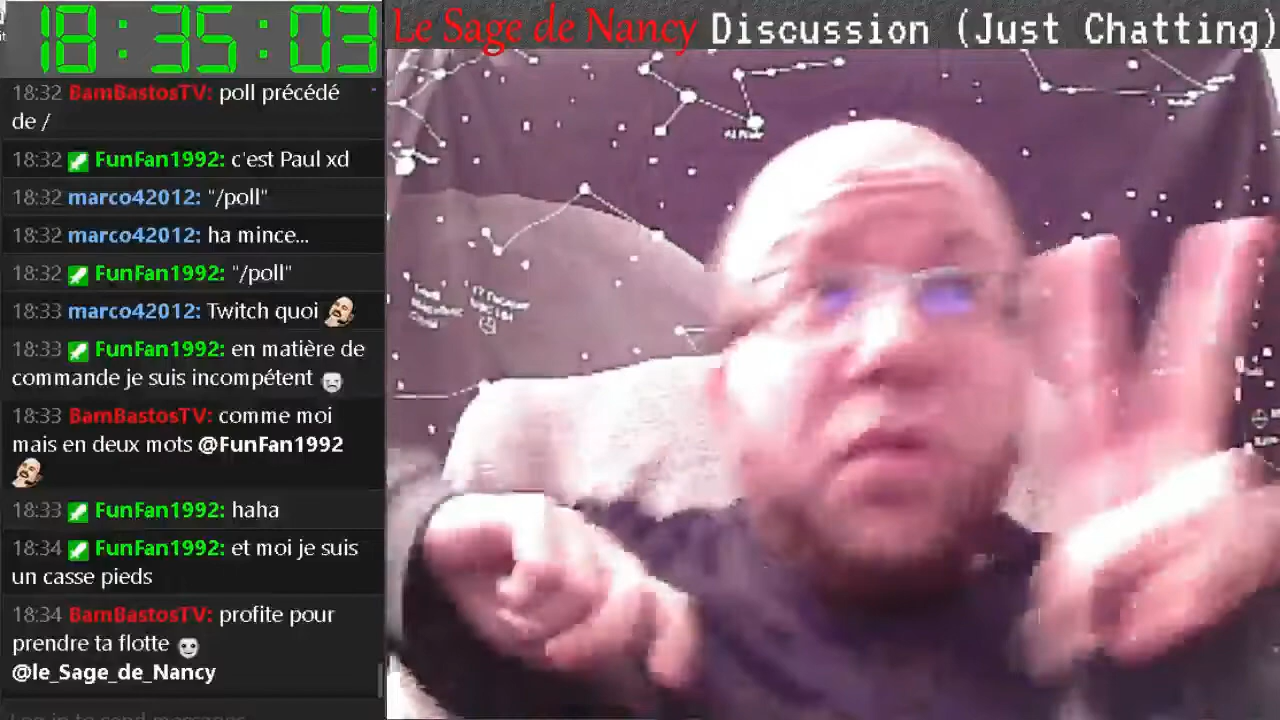 18:35:03
Le Sage de Nancy Discussion (Just Chatting)
18:32 BamBastosTV: poll précédé
de /
18:32 FunFan1992: c'est Paul xd
18:32 marco42012: "/poll"
18:32 marco42012: ha mince...
18:32 FunFan1992: "/poll"
18:33 marco42012: Twitch quoi
18:33 FunFan1992: en matière de
commande je suis incompétent
18:33 BamBastosTV: comme moi
mais en deux mots @FunFan1992
18:33 FunFan1992: haha
18:34 FunFan1992: et moi je suis
un casse pieds
18:34 BamBastosTV: profite pour
prendre ta flotte
@le_Sage_de_Nancy